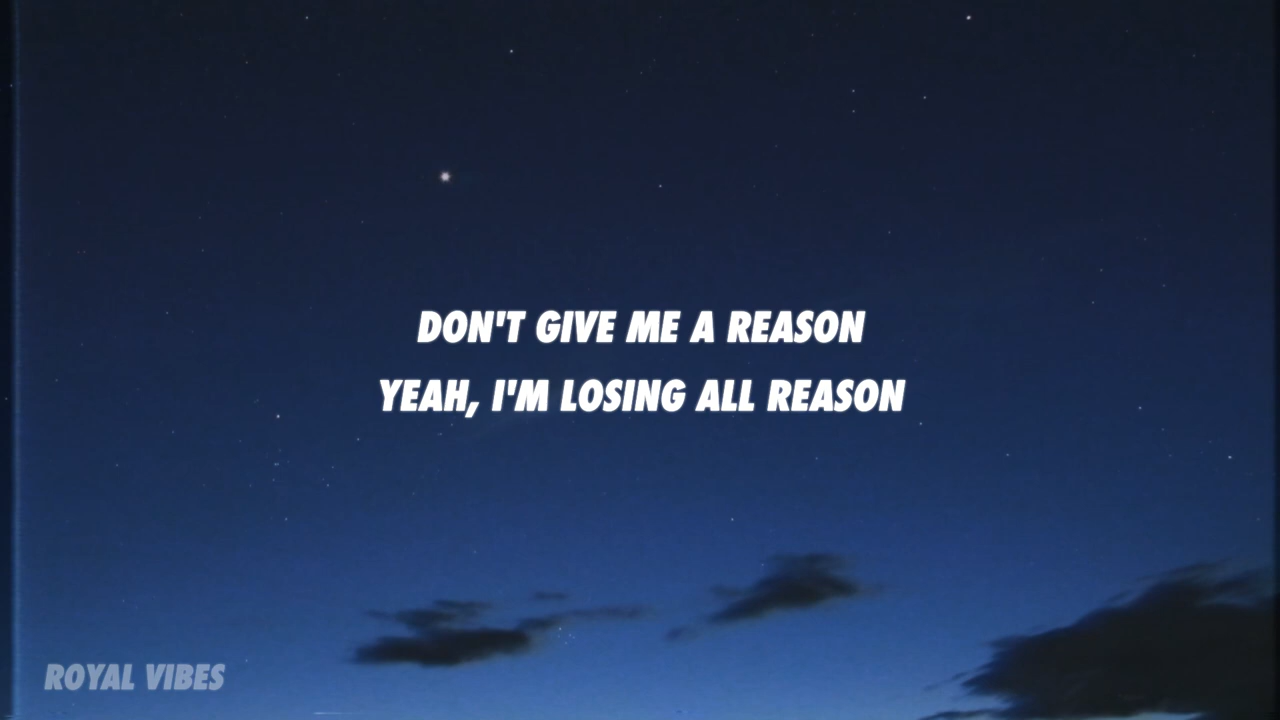 DON'T GIVE ME A REASON
YEAH, I'M LOSING ALL REASON
ROYAL VIBES